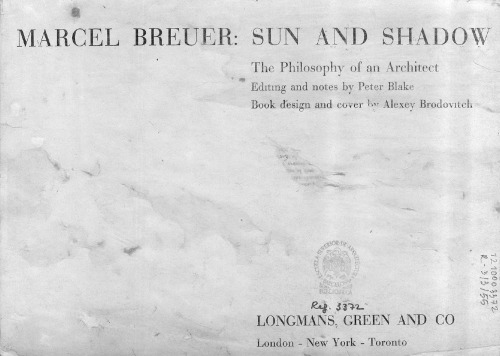 MARCEL BREUER: SUN AND SHADOW
The Philosophy of an Architect
Editing and notes by Peter Blake
Book design and cover by Alexey Brodovitch
Reg. 3372
LONGMANS, GREEN AND CO
London - New York - Toronto